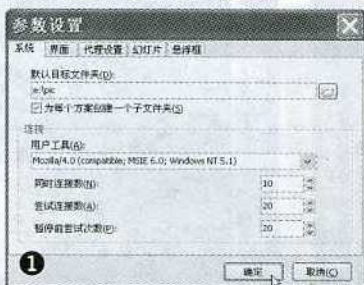 参数设置
系统 界面 代理设置 幻灯片 悬浮框
默认目标文件夹(D):
e:\pic
为每个方案创建一个子文件夹(S)
连接
用户工具(A):
Mozilla/4.0 (compatible; MSIE 6.0; Windows NT 5.1)
同时连接数(N): 10
尝试连接数(A): 20
暂停前尝试次数(P): 20
❶ 确定 取消(C)